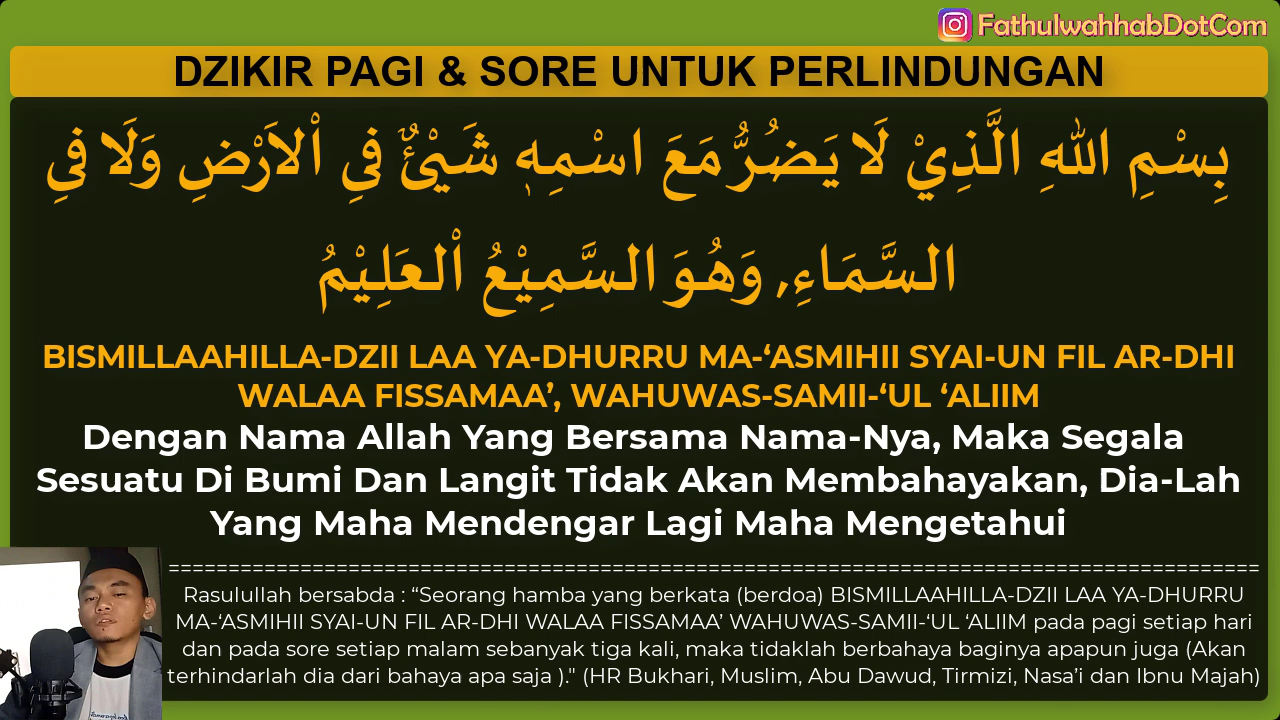 FathulwahhabDotCom
DZIKIR PAGI & SORE UNTUK PERLINDUNGAN
بِسْمِ اللهِ الَّذِيْ لَا يَضُرُّ مَعَ اسْمِهٖ شَيْئٌ فِي اْلاَرْضِ وَلَا فِي
السَّمَاءِ, وَهُوَ السَّمِيْعُ اْلعَلِيْمُ
BISMILLAAHILLA-DZII LAA YA-DHURRU MA-‘ASMIHII SYAI-UN FIL AR-DHI
WALAA FISSAMAA’, WAHUWAS-SAMII-‘UL ‘ALIIM
Dengan Nama Allah Yang Bersama Nama-Nya, Maka Segala
Sesuatu Di Bumi Dan Langit Tidak Akan Membahayakan, Dia-Lah
Yang Maha Mendengar Lagi Maha Mengetahui
===========================================================================================
Rasulullah bersabda : “Seorang hamba yang berkata (berdoa) BISMILLAAHILLA-DZII LAA YA-DHURRU
MA-‘ASMIHII SYAI-UN FIL AR-DHI WALAA FISSAMAA’ WAHUWAS-SAMII-‘UL ‘ALIIM pada pagi setiap hari
dan pada sore setiap malam sebanyak tiga kali, maka tidaklah berbahaya baginya apapun juga (Akan
terhindarlah dia dari bahaya apa saja )." (HR Bukhari, Muslim, Abu Dawud, Tirmizi, Nasa’i dan Ibnu Majah)